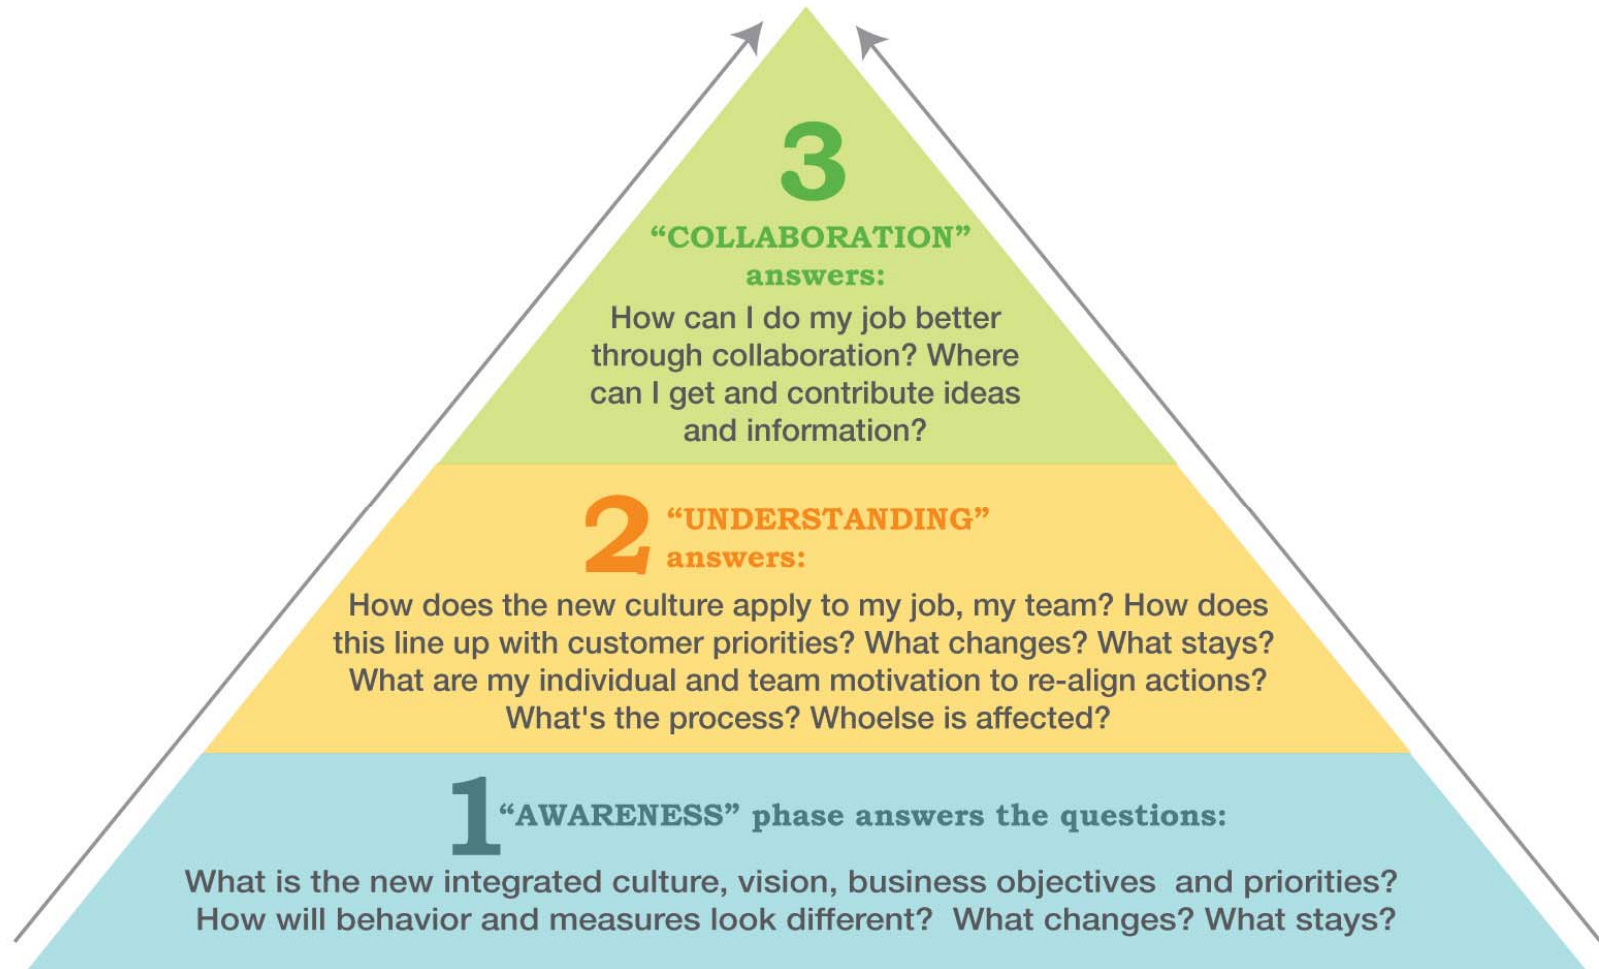 3
“COLLABORATION”
answers:
How can I do my job better
through collaboration? Where
can I get and contribute ideas
and information?
2 “UNDERSTANDING”
answers:
How does the new culture apply to my job, my team? How does
this line up with customer priorities? What changes? What stays?
What are my individual and team motivation to re-align actions?
What's the process? Whoelse is affected?
1 “AWARENESS” phase answers the questions:
What is the new integrated culture, vision, business objectives and priorities?
How will behavior and measures look different? What changes? What stays?